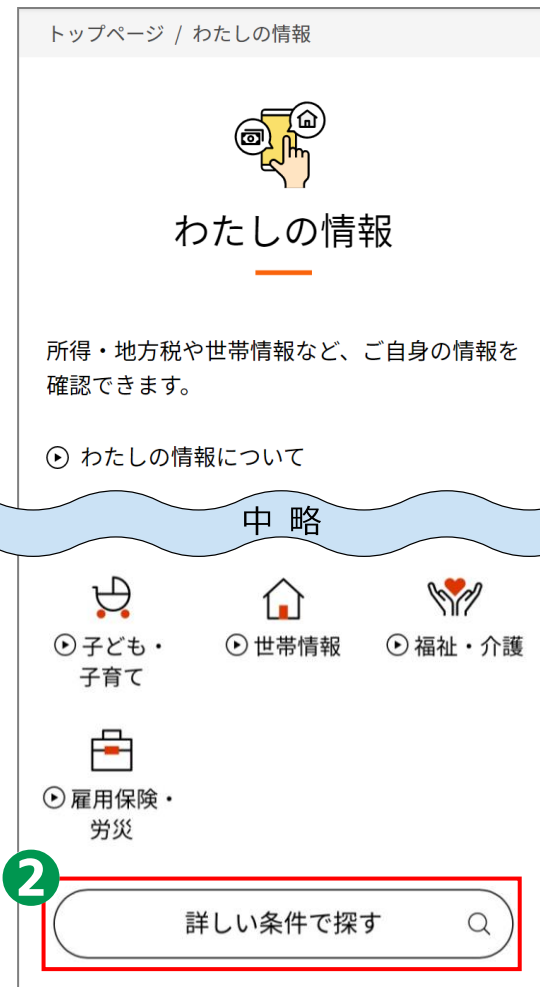 トップページ / わたしの情報
わたしの情報
所得・地方税や世帯情報など、ご自身の情報を
確認できます。
わたしの情報について
中 略
子ども・
子育て
世帯情報
福祉・介護
雇用保険・
労災
2
詳しい条件で探す